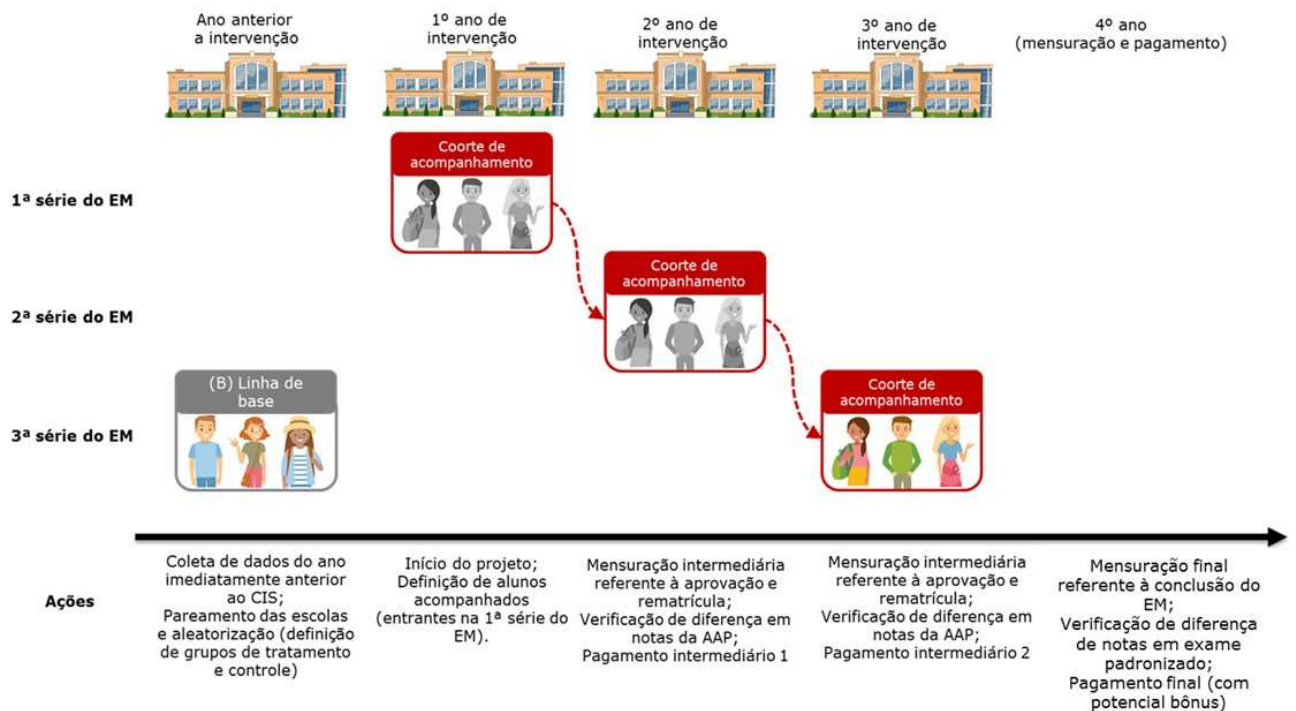 Ano anterior
a intervenção
1º ano de
intervenção
2º ano de
intervenção
3º ano de
intervenção
4º ano
(mensuração e pagamento)
1ª série do EM
Coorte de
acompanhamento
2ª série do EM
Coorte de
acompanhamento
3ª série do EM
(B) Linha de
base
Coorte de
acompanhamento
Ações
Coleta de dados do ano
imediatamente anterior
ao CIS;
Pareamento das escolas
e aleatorização (definição
de grupos de tratamento
e controle)
Início do projeto;
Definição de alunos
acompanhados
(entrantes na 1ª série do
EM).
Mensuração intermediária
referente à aprovação e
rematrícula;
Verificação de diferença em
notas da AAP;
Pagamento intermediário 1
Mensuração intermediária
referente à aprovação e
rematrícula;
Verificação de diferença em
notas da AAP;
Pagamento intermediário 2
Mensuração final
referente à conclusão do
EM;
Verificação de diferença
de notas em exame
padronizado;
Pagamento final (com
potencial bônus)